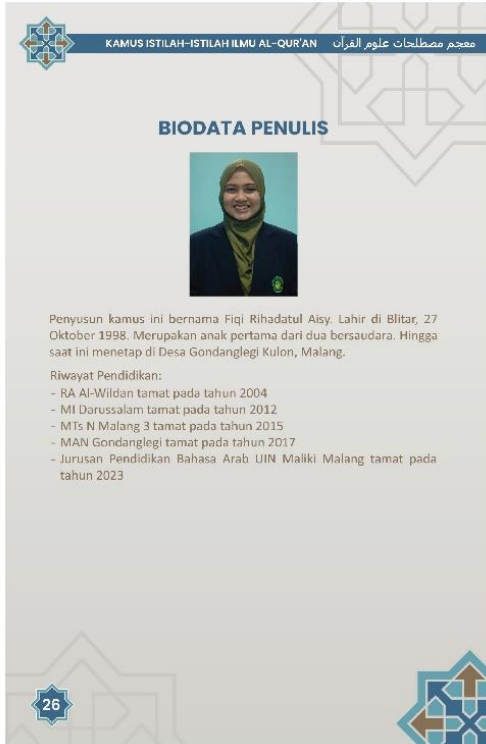 KAMUS ISTILAH-ISTILAH ILMU AL-QUR'AN معجم مصطلحات علوم القرآن
BIODATA PENULIS
Penyusun kamus ini bernama Fiqi Rihadatul Aisy. Lahir di Blitar, 27
Oktober 1998. Merupakan anak pertama dari dua bersaudara. Hingga
saat ini menetap di Desa Gondanglegi Kulon, Malang.
Riwayat Pendidikan:
- RA Al-Wildan tamat pada tahun 2004
- MI Darussalam tamat pada tahun 2012
- MTs N Malang 3 tamat pada tahun 2015
- MAN Gondanglegi tamat pada tahun 2017
- Jurusan Pendidikan Bahasa Arab UIN Maliki Malang tamat pada
tahun 2023
26